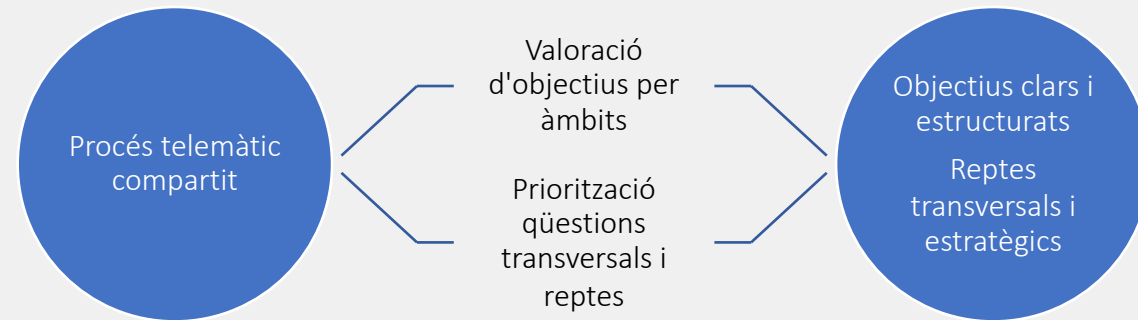 Procés telemàtic
compartit
Valoració
d'objectius per
àmbits
Priorització
qüestions
transversals i
reptes
Objectius clars i
estructurats
Reptes
transversals i
estratègics